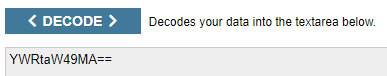 < DECODE > Decodes your data into the textarea below.
YWRtaW49MA==